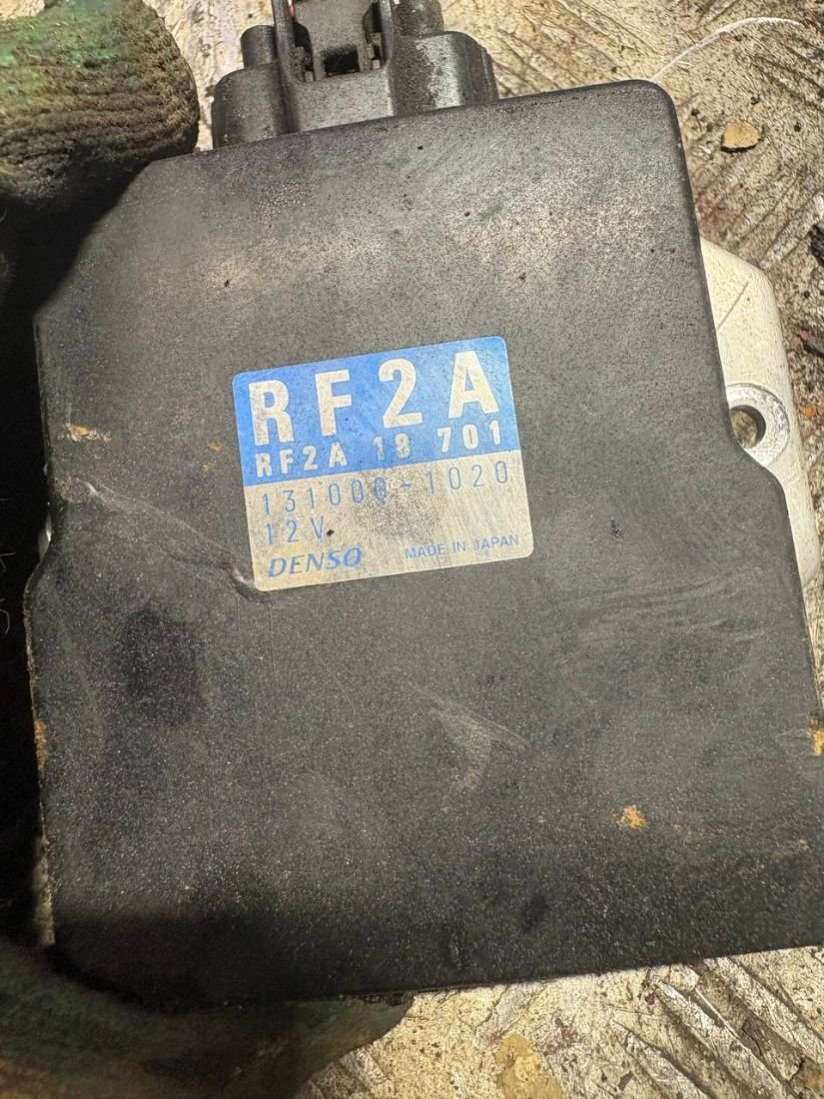 RF2A
RF2A 18 701
131000-1020
12V
DENSO MADE IN JAPAN